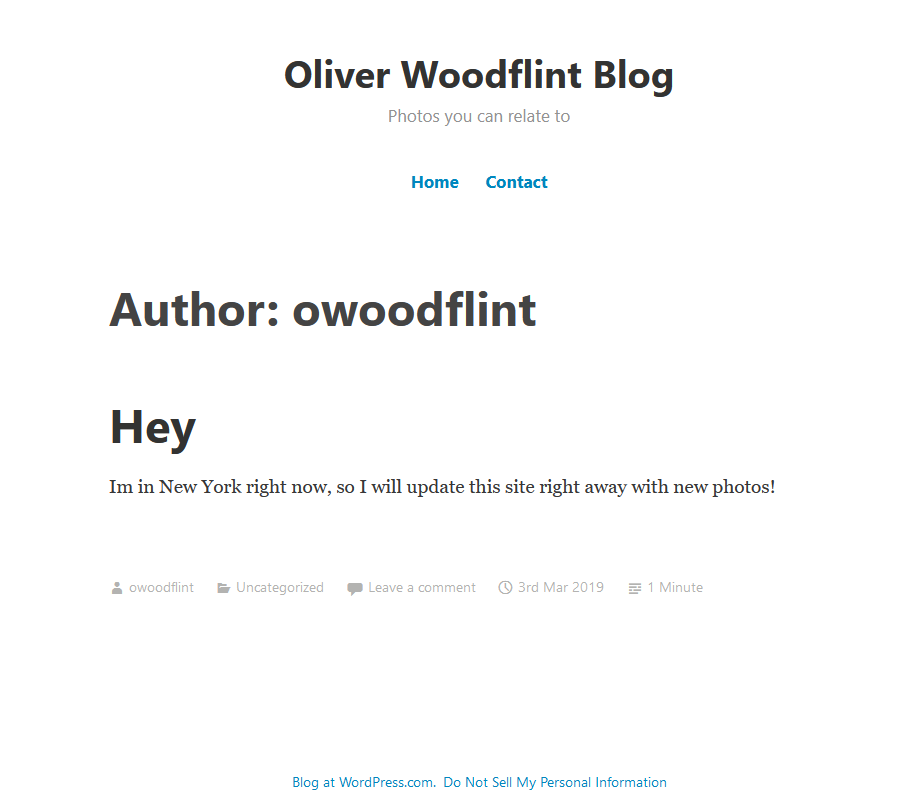 Oliver Woodflint Blog
Photos you can relate to
Home Contact
Author: owoodflint
Hey
Im in New York right now, so I will update this site right away with new photos!
owoodflint Uncategorized Leave a comment 3rd Mar 2019 1 Minute
Blog at WordPress.com. Do Not Sell My Personal Information